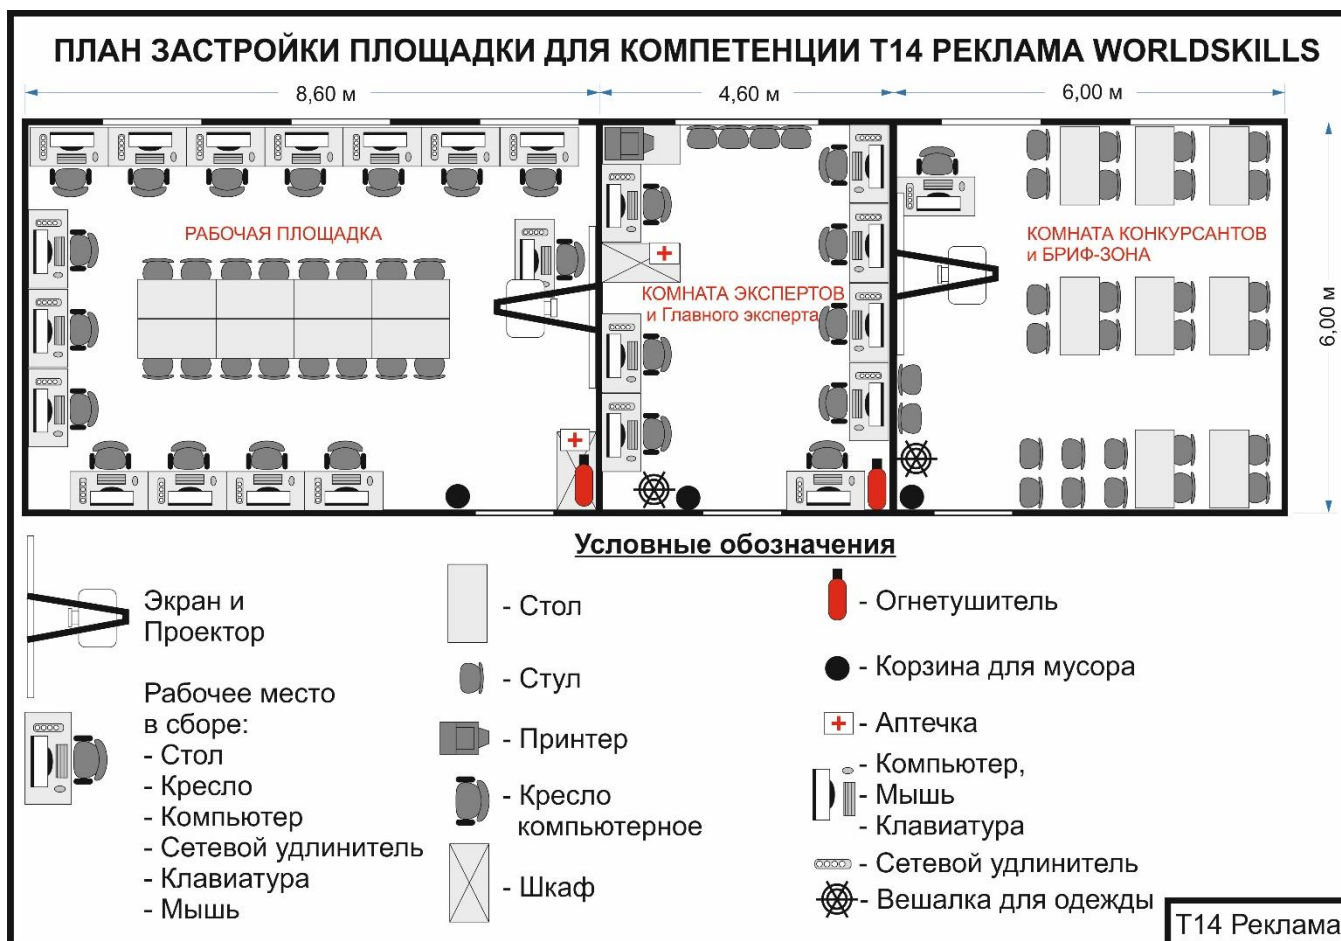 ПЛАН ЗАСТРОЙКИ ПЛОЩАДКИ ДЛЯ КОМПЕТЕНЦИИ Т14 РЕКЛАМА WORLDSKILLS
8,60 м
4,60 м
6,00 м
РАБОЧАЯ ПЛОЩАДКА
КОМНАТА ЭКСПЕРТОВ
и Главного эксперта
КОМНАТА КОНКУРСАНТОВ
и БРИФ-ЗОНА
6,00 м
Условные обозначения
Экран и
Проектор
Рабочее место
в сборе:
- Стол
- Кресло
- Компьютер
- Сетевой удлинитель
- Клавиатура
- Мышь
- Стол
- Стул
- Принтер
- Кресло
компьютерное
- Шкаф
- Огнетушитель
- Корзина для мусора
- Аптечка
- Компьютер,
- Мышь
- Клавиатура
- Сетевой удлинитель
- Вешалка для одежды
Т14 Реклама